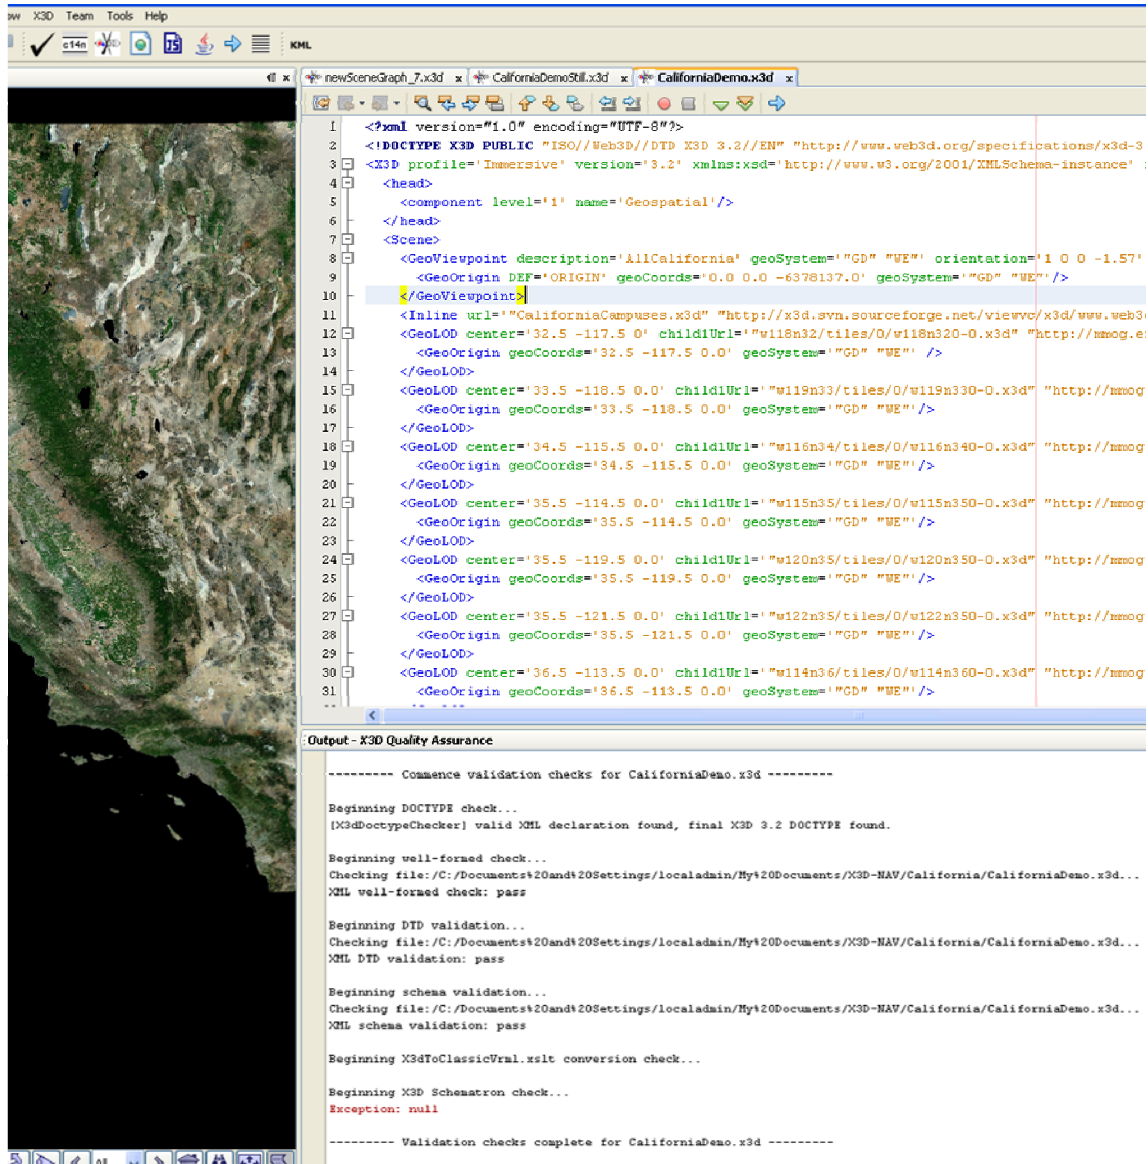 ow X3D Team Tools Help
c14n JS KML
newSceneGraph_7.x3d x CaliforniaDemoStill.x3d x CaliforniaDemo.x3d x
1 <?xml version="1.0" encoding="UTF-8"?>
2 <!DOCTYPE X3D PUBLIC "ISO//Web3D//DTD X3D 3.2//EN" "http://www.web3d.org/specifications/x3d-3
3 <X3D profile='Immersive' version='3.2' xmlns:xsd='http://www.w3.org/2001/XMLSchema-instance'
4 <head>
5 <component level='1' name='Geospatial'/>
6 </head>
7 <Scene>
8 <GeoViewpoint description='AllCalifornia' geoSystem='"GD" "WE"' orientation='1 0 0 -1.57'
9 <GeoOrigin DEF='ORIGIN' geoCoords='0.0 0.0 -6378137.0' geoSystem='"GD" "WE"'/>
10 </GeoViewpoint>
11 <Inline url='"CaliforniaCampuses.x3d" "http://x3d.svn.sourceforge.net/viewvc/x3d/www.web3
12 <GeoLOD center='32.5 -117.5 0' child1Url='"w118n32/tiles/0/w118n320-0.x3d" "http://mmog.e
13 <GeoOrigin geoCoords='32.5 -117.5 0.0' geoSystem='"GD" "WE"' />
14 </GeoLOD>
15 <GeoLOD center='33.5 -118.5 0.0' child1Url='"w119n33/tiles/0/w119n330-0.x3d" "http://mmog
16 <GeoOrigin geoCoords='33.5 -118.5 0.0' geoSystem='"GD" "WE"'/>
17 </GeoLOD>
18 <GeoLOD center='34.5 -115.5 0.0' child1Url='"w116n34/tiles/0/w116n340-0.x3d" "http://mmog
19 <GeoOrigin geoCoords='34.5 -115.5 0.0' geoSystem='"GD" "WE"'/>
20 </GeoLOD>
21 <GeoLOD center='35.5 -114.5 0.0' child1Url='"w115n35/tiles/0/w115n350-0.x3d" "http://mmog
22 <GeoOrigin geoCoords='35.5 -114.5 0.0' geoSystem='"GD" "WE"'/>
23 </GeoLOD>
24 <GeoLOD center='35.5 -119.5 0.0' child1Url='"w120n35/tiles/0/w120n350-0.x3d" "http://mmog
25 <GeoOrigin geoCoords='35.5 -119.5 0.0' geoSystem='"GD" "WE"'/>
26 </GeoLOD>
27 <GeoLOD center='35.5 -121.5 0.0' child1Url='"w122n35/tiles/0/w122n350-0.x3d" "http://mmog
28 <GeoOrigin geoCoords='35.5 -121.5 0.0' geoSystem='"GD" "WE"'/>
29 </GeoLOD>
30 <GeoLOD center='36.5 -113.5 0.0' child1Url='"w114n36/tiles/0/w114n360-0.x3d" "http://mmog
31 <GeoOrigin geoCoords='36.5 -113.5 0.0' geoSystem='"GD" "WE"'/>
Output - X3D Quality Assurance
--------- Commence validation checks for CaliforniaDemo.x3d ---------
Beginning DOCTYPE check...
[X3dDoctypeChecker] valid XML declaration found, final X3D 3.2 DOCTYPE found.
Beginning well-formed check...
Checking file:/C:/Documents%20and%20Settings/localadmin/My%20Documents/X3D-NAV/California/CaliforniaDemo.x3d...
XML well-formed check: pass
Beginning DTD validation...
Checking file:/C:/Documents%20and%20Settings/localadmin/My%20Documents/X3D-NAV/California/CaliforniaDemo.x3d...
XML DTD validation: pass
Beginning schema validation...
Checking file:/C:/Documents%20and%20Settings/localadmin/My%20Documents/X3D-NAV/California/CaliforniaDemo.x3d...
XML schema validation: pass
Beginning X3dToClassicVrml.xslt conversion check...
Beginning X3D Schematron check...
Exception: null
--------- Validation checks complete for CaliforniaDemo.x3d ---------